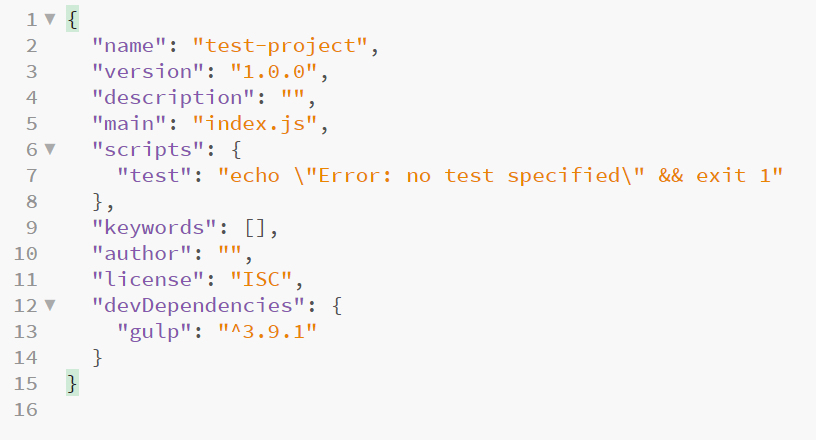 1 {
2   "name": "test-project",
3   "version": "1.0.0",
4   "description": "",
5   "main": "index.js",
6   "scripts": {
7     "test": "echo \"Error: no test specified\" && exit 1"
8   },
9   "keywords": [],
10   "author": "",
11   "license": "ISC",
12   "devDependencies": {
13     "gulp": "^3.9.1"
14   }
15 }
16